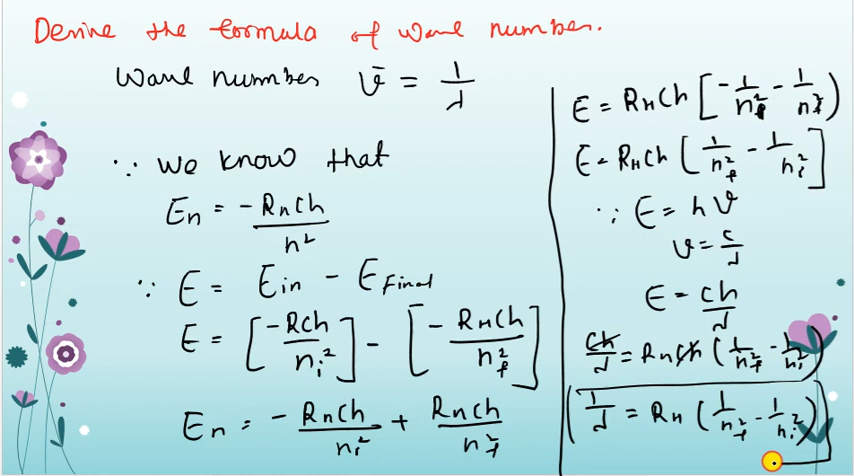 Derive the formula of wave number.
Wave number ν̄ = 1/λ
∵ we know that
En = -RHch/n²
∵ E = Ein - EFinal
E = [-Rch/ni²] - [-RHch/nf²]
En = -RHch/ni² + RHch/nf²
E = RHch [-1/nf² - 1/nf²)
E = RHch [1/nf² - 1/ni²]
∵ E = hν
ν = c/λ
E = ch/λ
ch/λ = RHch (1/nf² - 1/ni²)
1/λ = RH (1/nf² - 1/ni²)